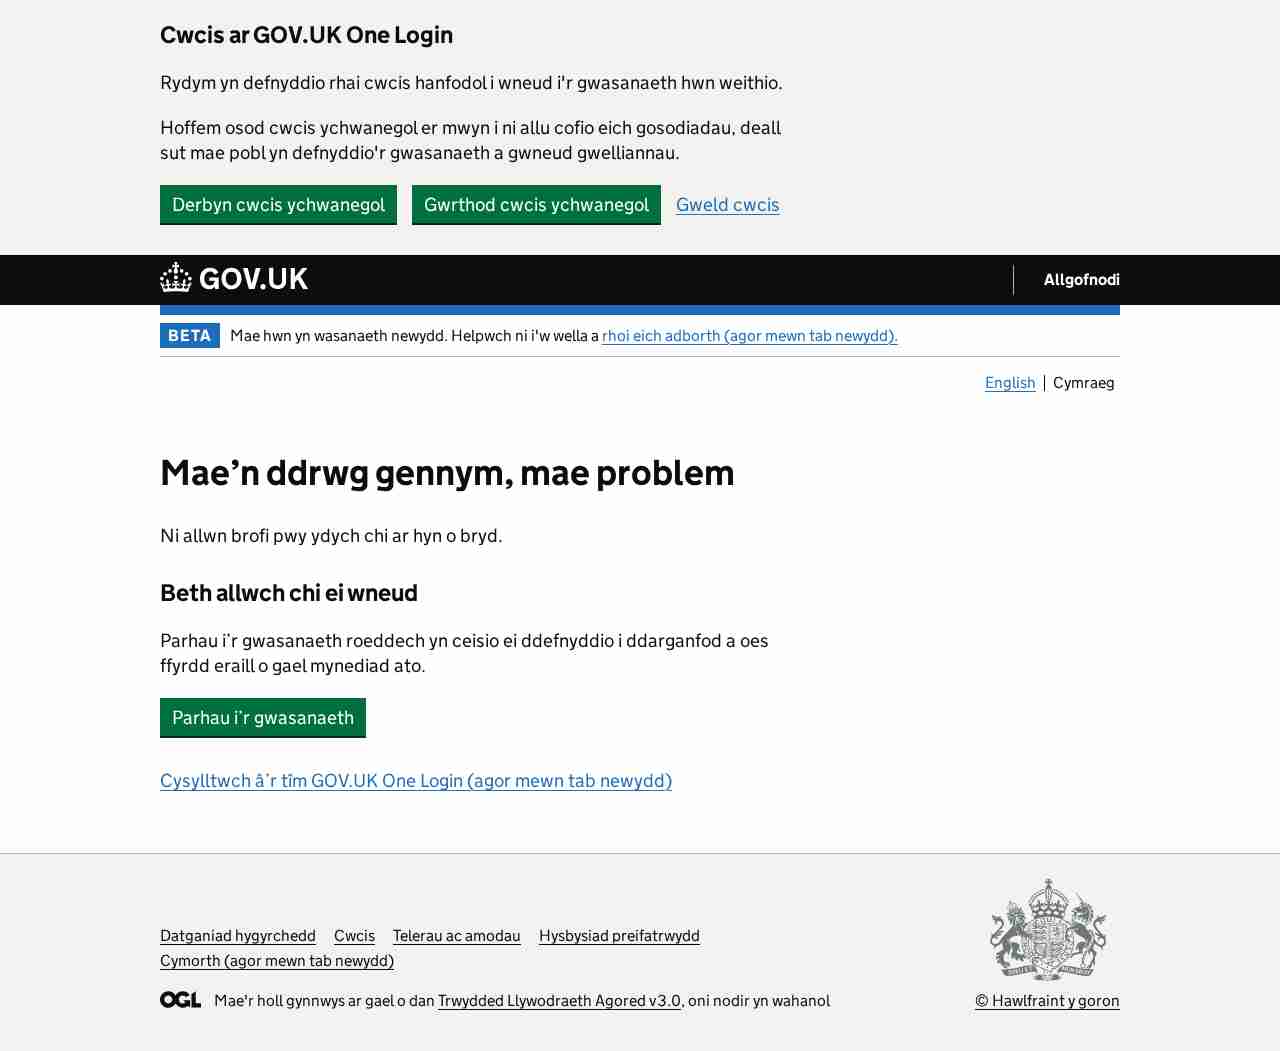 Cwcis ar GOV.UK One Login
Rydym yn defnyddio rhai cwcis hanfodol i wneud i'r gwasanaeth hwn weithio.
Hoffem osod cwcis ychwanegol er mwyn i ni allu cofio eich gosodiadau, deall
sut mae pobl yn defnyddio'r gwasanaeth a gwneud gwelliannau.
Derbyn cwcis ychwanegol Gwrthod cwcis ychwanegol Gweld cwcis
GOV.UK Allgofnodi
BETA Mae hwn yn wasanaeth newydd. Helpwch ni i'w wella a rhoi eich adborth (agor mewn tab newydd).
English Cymraeg
Mae’n ddrwg gennym, mae problem
Ni allwn brofi pwy ydych chi ar hyn o bryd.
Beth allwch chi ei wneud
Parhau i’r gwasanaeth roeddech yn ceisio ei ddefnyddio i ddarganfod a oes
ffyrdd eraill o gael mynediad ato.
Parhau i’r gwasanaeth
Cysylltwch â’r tîm GOV.UK One Login (agor mewn tab newydd)
Datganiad hygyrchedd Cwcis Telerau ac amodau Hysbysiad preifatrwydd
Cymorth (agor mewn tab newydd)
OGL Mae'r holl gynnwys ar gael o dan Trwydded Llywodraeth Agored v3.0, oni nodir yn wahanol
© Hawlfraint y goron